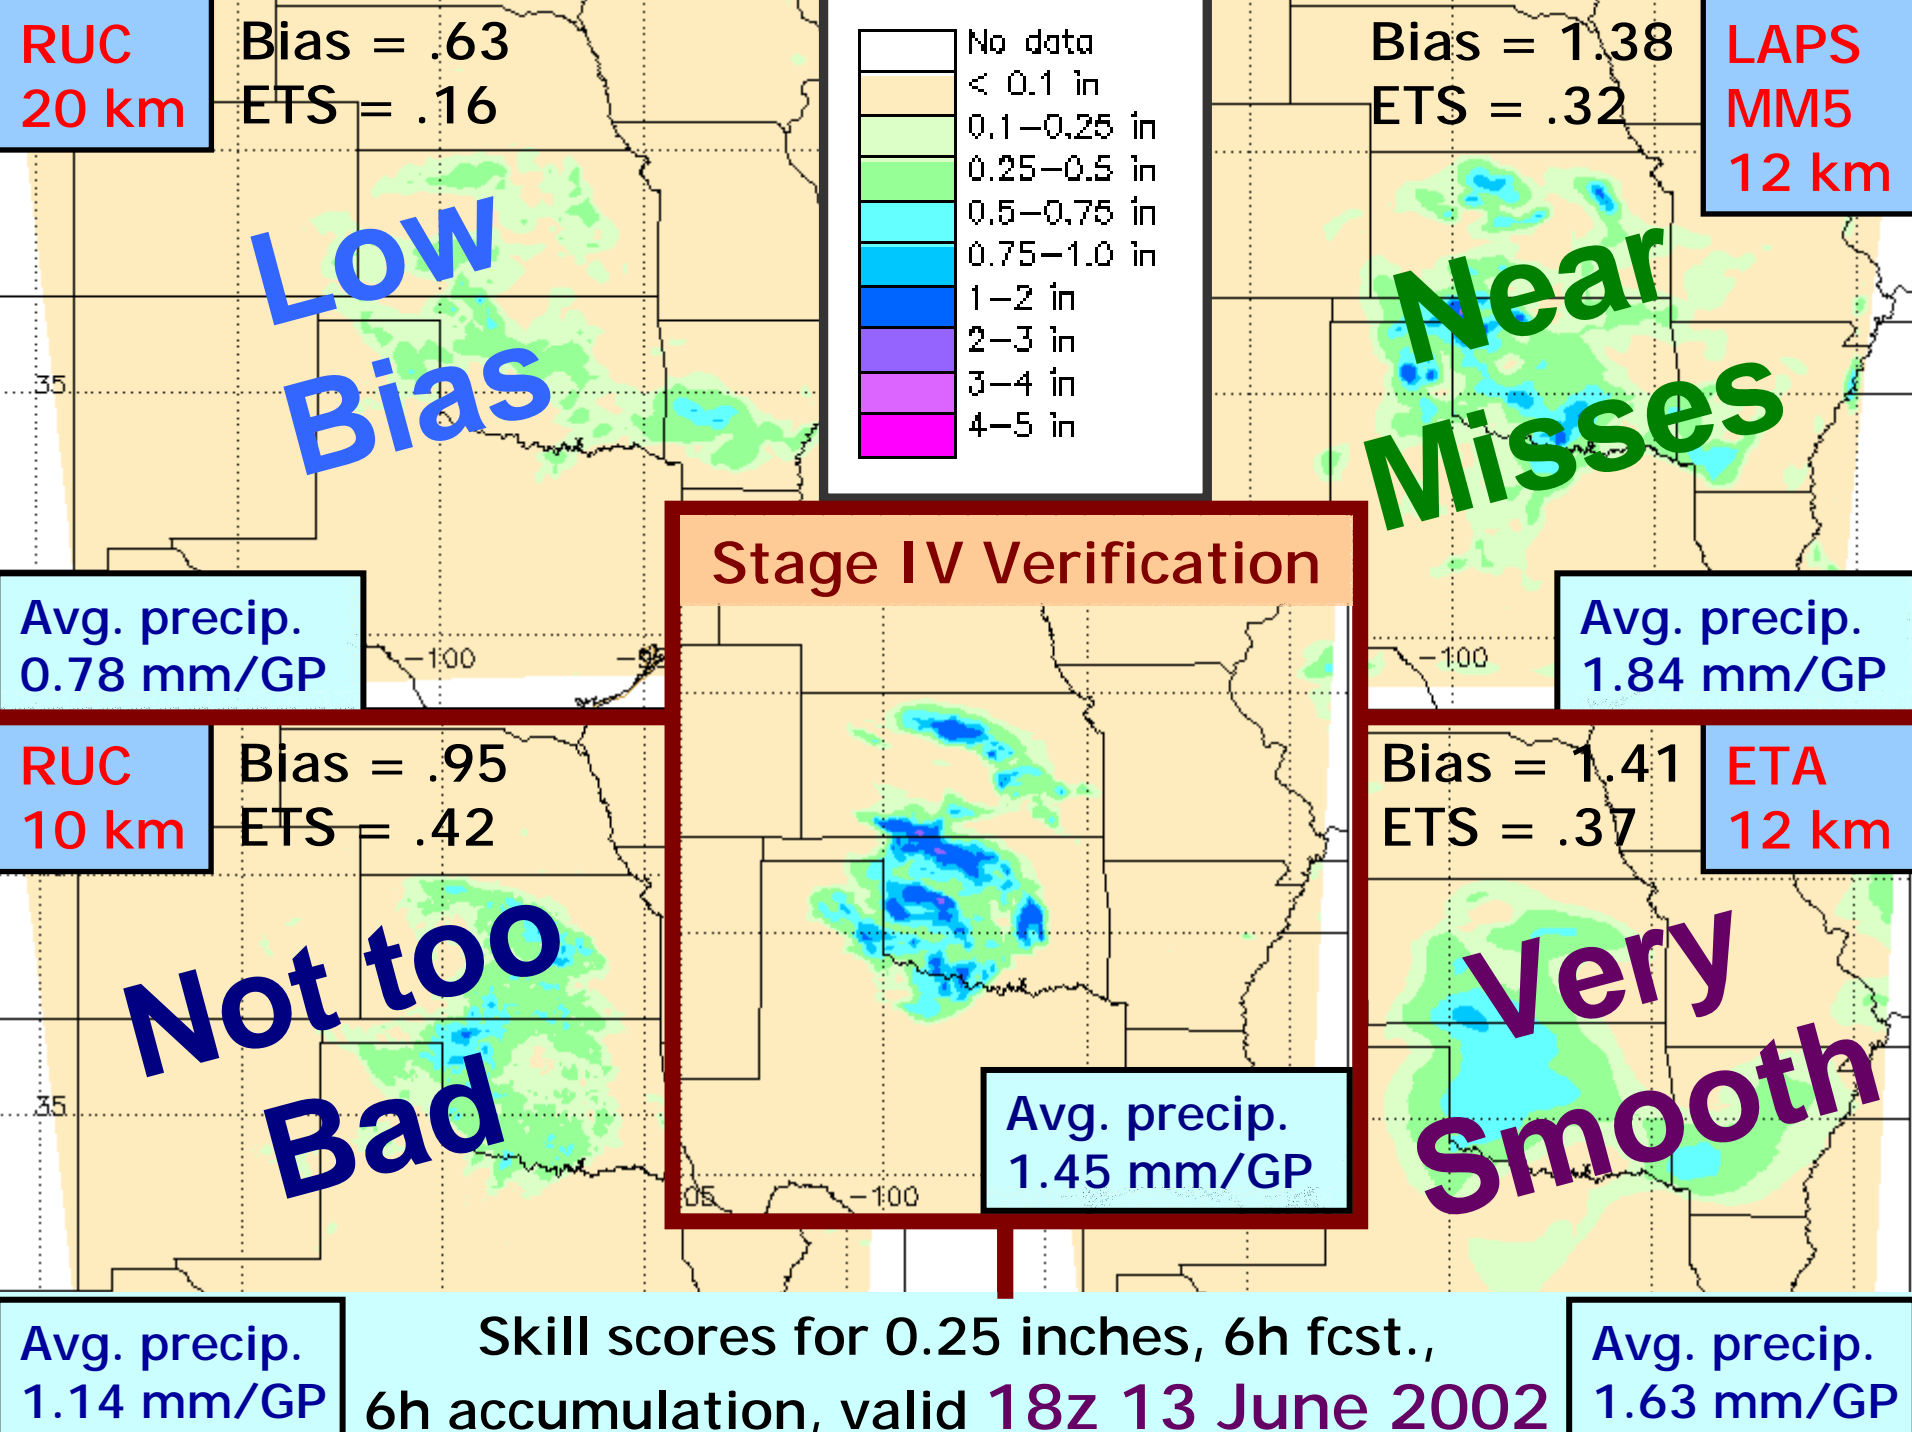 RUC
20 km
Bias = .63
ETS = .16
Low
Bias
35
-100
Avg. precip.
0.78 mm/GP
No data
< 0.1 in
0.1-0.25 in
0.25-0.5 in
0.5-0.75 in
0.75-1.0 in
1-2 in
2-3 in
3-4 in
4-5 in
Bias = 1.38
ETS = .32
LAPS
MM5
12 km
Near
Misses
-100
Avg. precip.
1.84 mm/GP
Stage IV Verification
05
-100
Avg. precip.
1.45 mm/GP
RUC
10 km
Bias = .95
ETS = .42
Not too
Bad
35
Avg. precip.
1.14 mm/GP
Bias = 1.41
ETS = .37
ETA
12 km
Very
Smooth
Avg. precip.
1.63 mm/GP
Skill scores for 0.25 inches, 6h fcst.,
6h accumulation, valid 18z 13 June 2002